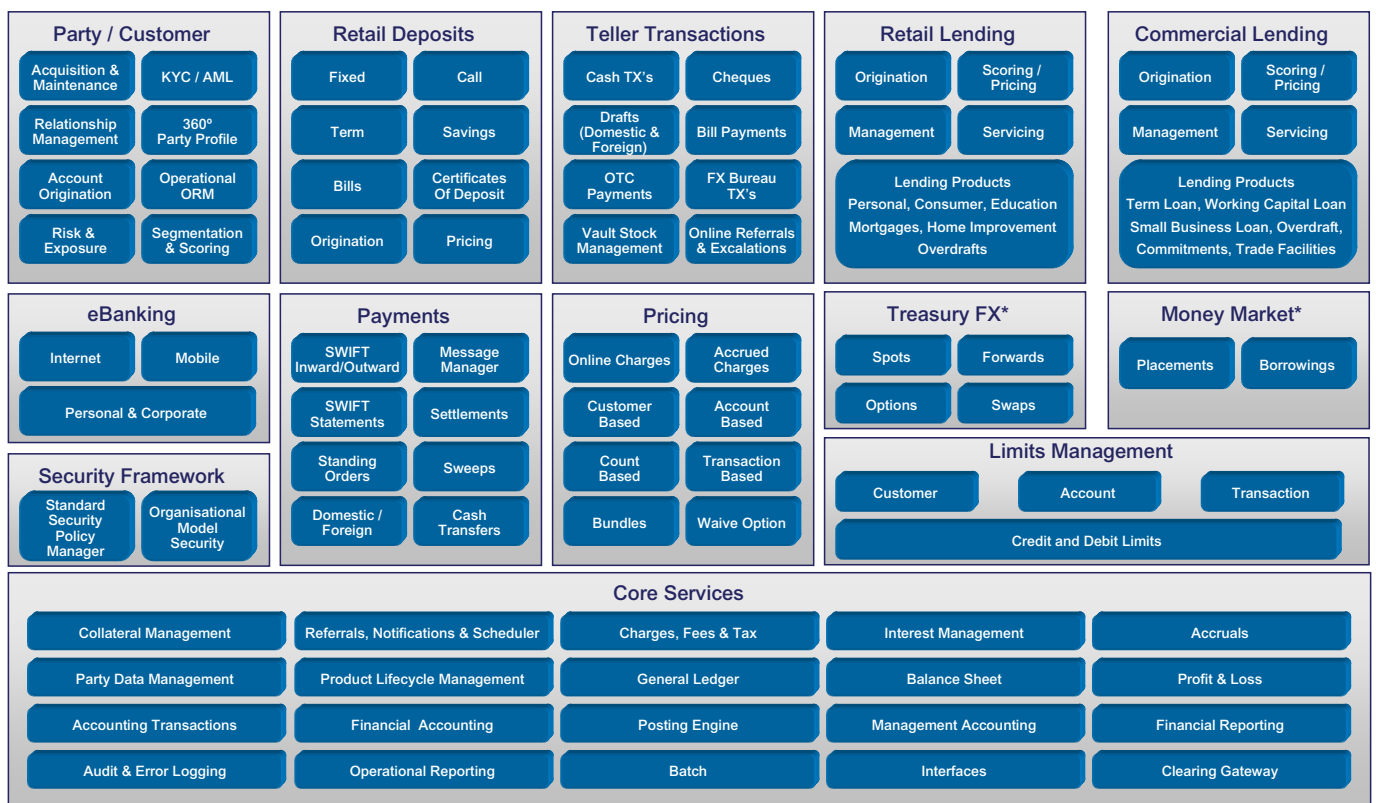 Party / Customer
Acquisition &
Maintenance
KYC / AML
Relationship
Management
360º
Party Profile
Account
Origination
Operational
ORM
Risk &
Exposure
Segmentation
& Scoring
Retail Deposits
Fixed
Call
Term
Savings
Bills
Certificates
Of Deposit
Origination
Pricing
Teller Transactions
Cash TX's
Cheques
Drafts
(Domestic &
Foreign)
Bill Payments
OTC
Payments
FX Bureau
TX's
Vault Stock
Management
Online Referrals
& Excalations
Retail Lending
Origination
Scoring /
Pricing
Management
Servicing
Lending Products
Personal, Consumer, Education
Mortgages, Home Improvement
Overdrafts
Commercial Lending
Origination
Scoring /
Pricing
Management
Servicing
Lending Products
Term Loan, Working Capital Loan
Small Business Loan, Overdraft,
Commitments, Trade Facilities
eBanking
Internet
Mobile
Personal & Corporate
Security Framework
Standard
Security
Policy
Manager
Organisational
Model
Security
Payments
SWIFT
Inward/Outward
Message
Manager
SWIFT
Statements
Settlements
Standing
Orders
Sweeps
Domestic /
Foreign
Cash
Transfers
Pricing
Online Charges
Accrued
Charges
Customer
Based
Account
Based
Count
Based
Transaction
Based
Bundles
Waive Option
Treasury FX*
Spots
Forwards
Options
Swaps
Money Market*
Placements
Borrowings
Limits Management
Customer
Account
Transaction
Credit and Debit Limits
Core Services
Collateral Management
Referrals, Notifications & Scheduler
Charges, Fees & Tax
Interest Management
Accruals
Party Data Management
Product Lifecycle Management
General Ledger
Balance Sheet
Profit & Loss
Accounting Transactions
Financial Accounting
Posting Engine
Management Accounting
Financial Reporting
Audit & Error Logging
Operational Reporting
Batch
Interfaces
Clearing Gateway